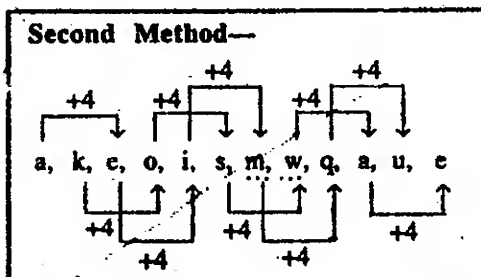 Second Method—
+4 +4 +4 +4 +4
a, k, e, o, i, s, m, w, q, a, u, e
+4 +4 +4 +4 +4